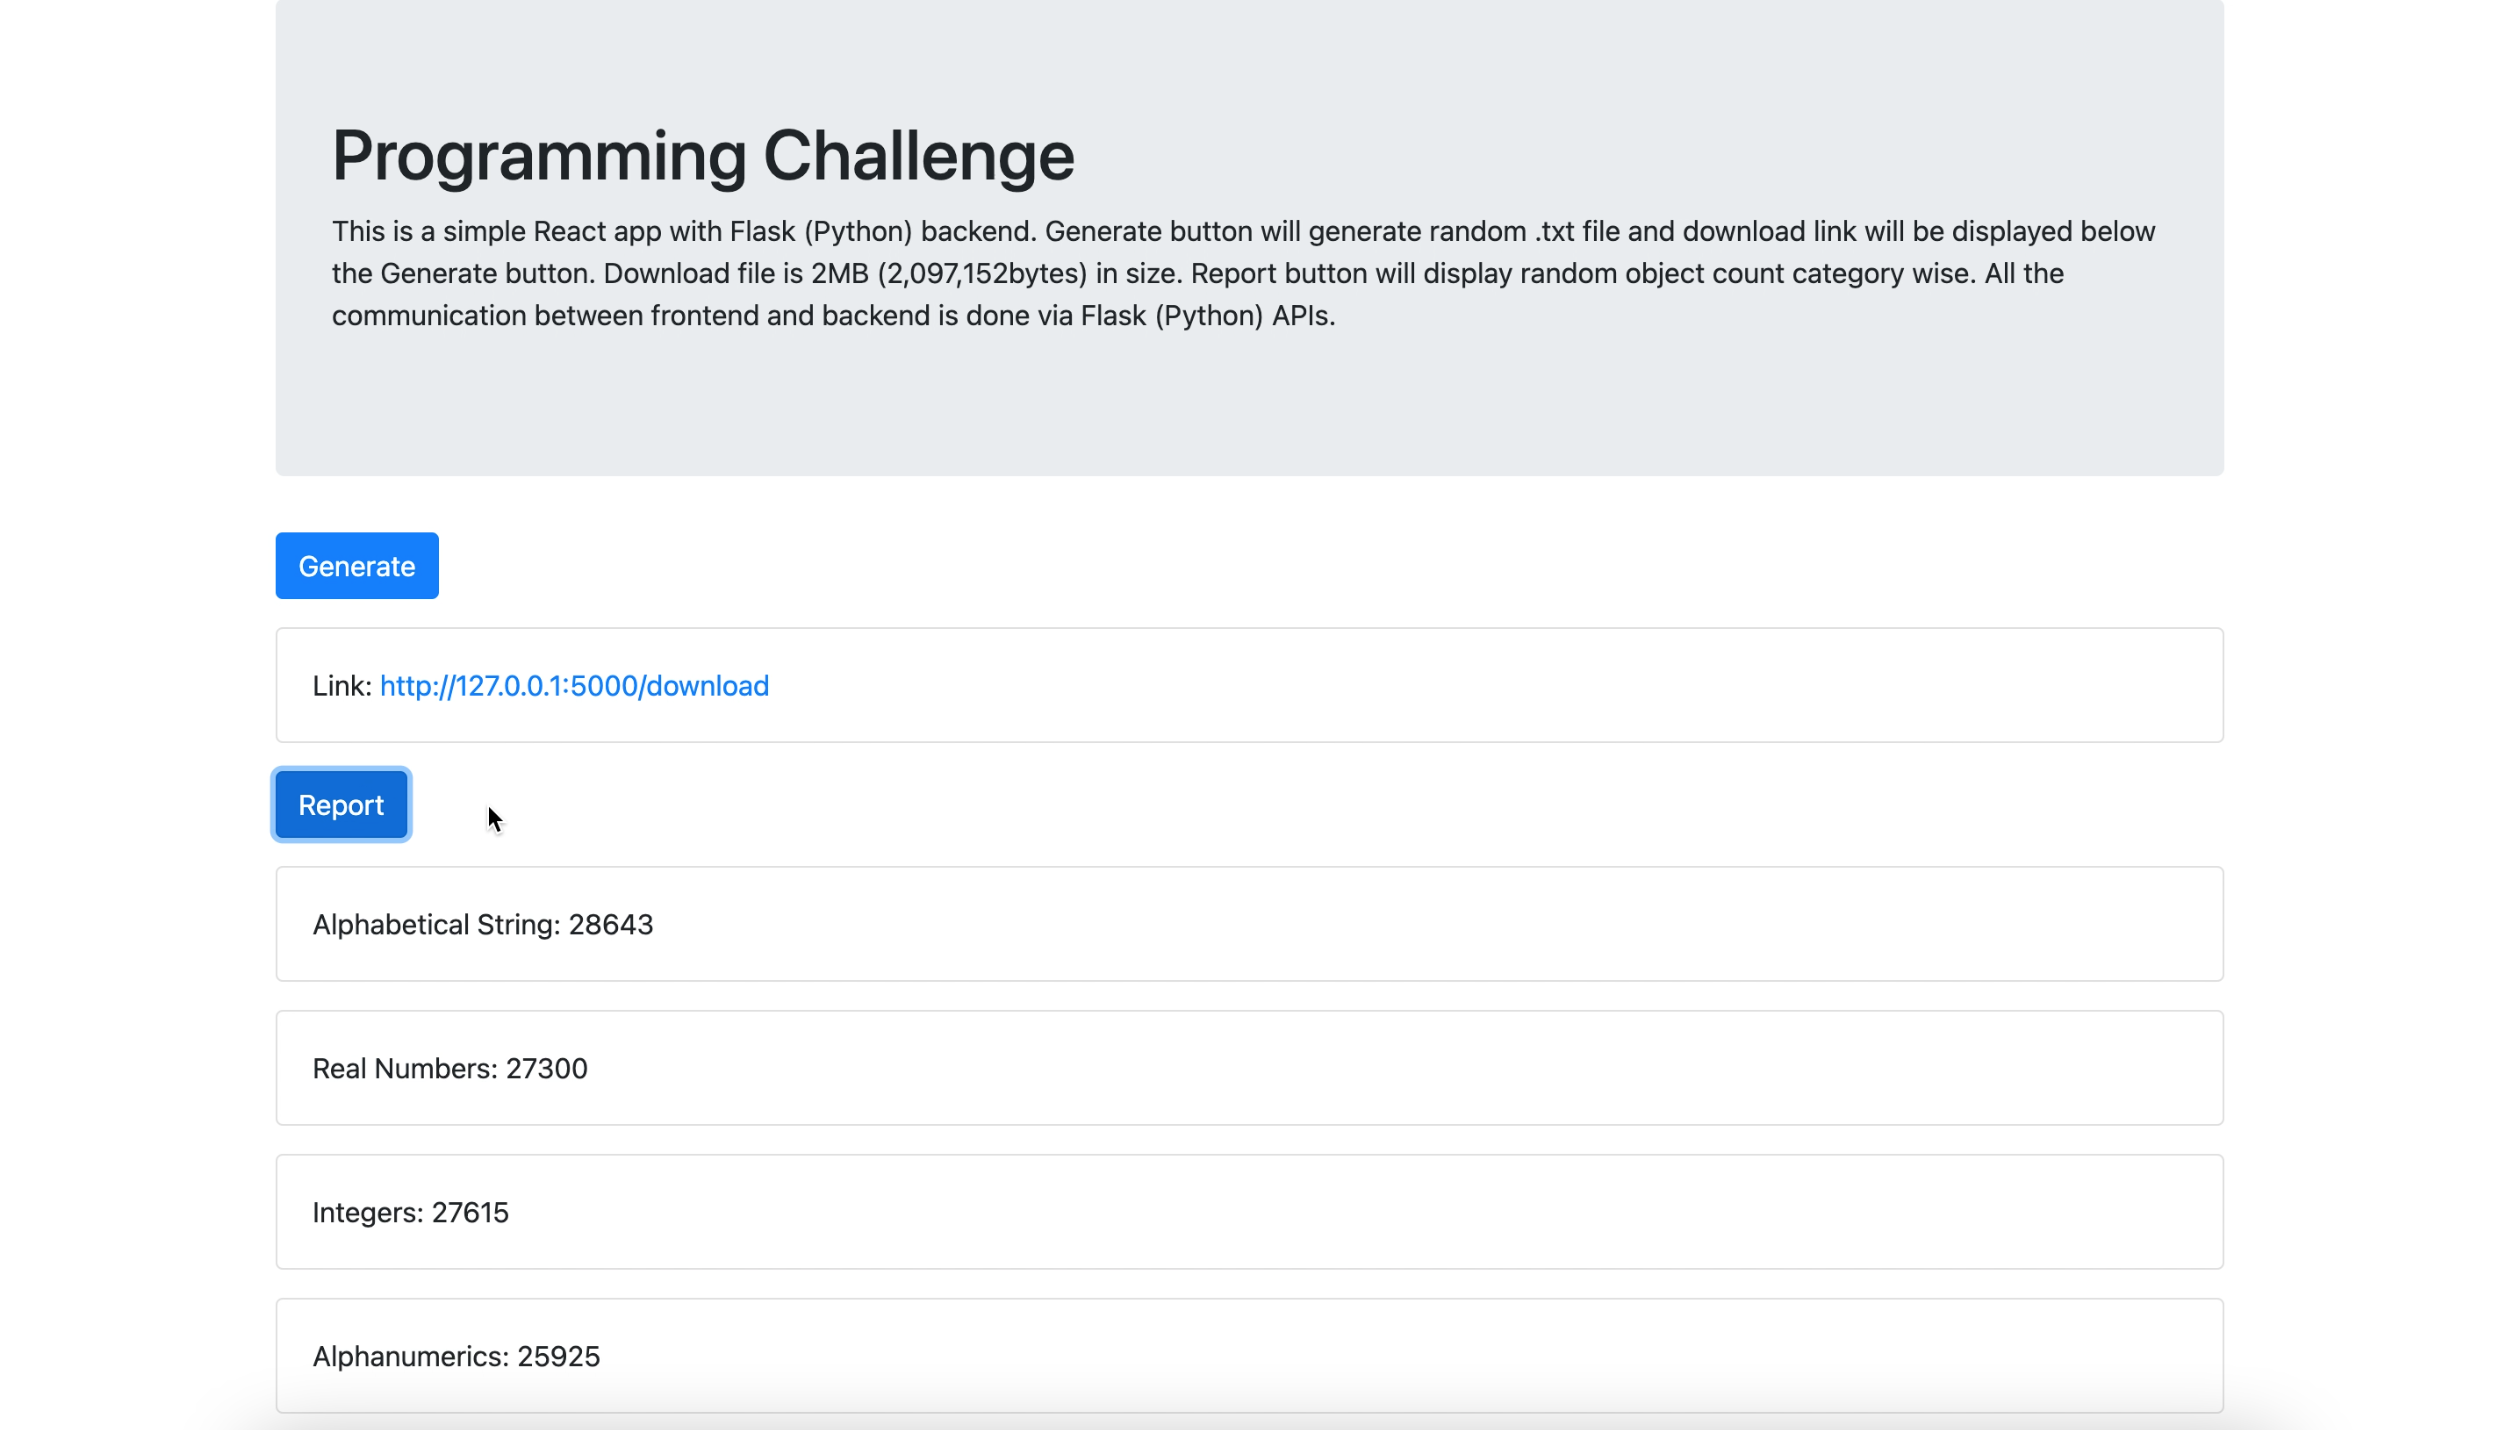 Programming Challenge
This is a simple React app with Flask (Python) backend. Generate button will generate random .txt file and download link will be displayed below
the Generate button. Download file is 2MB (2,097,152bytes) in size. Report button will display random object count category wise. All the
communication between frontend and backend is done via Flask (Python) APIs.
Generate
Link: http://127.0.0.1:5000/download
Report
Alphabetical String: 28643
Real Numbers: 27300
Integers: 27615
Alphanumerics: 25925